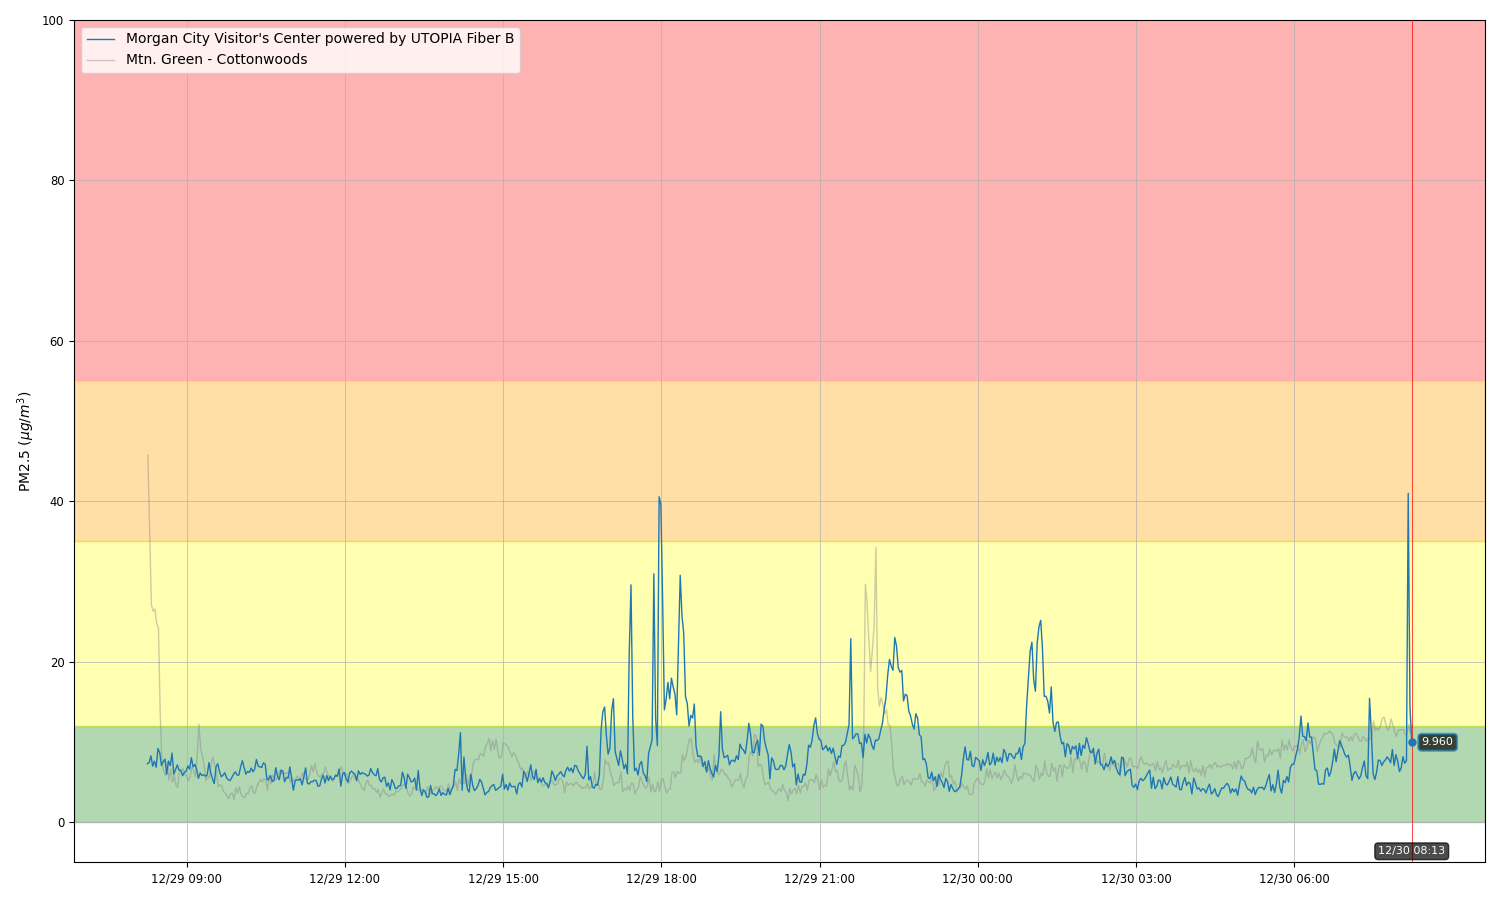 100
Morgan City Visitor's Center powered by UTOPIA Fiber B
Mtn. Green - Cottonwoods
80
60
PM2.5 (μg/m³)
40
20
9.960
0
12/30 08:13
12/29 09:00 12/29 12:00 12/29 15:00 12/29 18:00 12/29 21:00 12/30 00:00 12/30 03:00 12/30 06:00